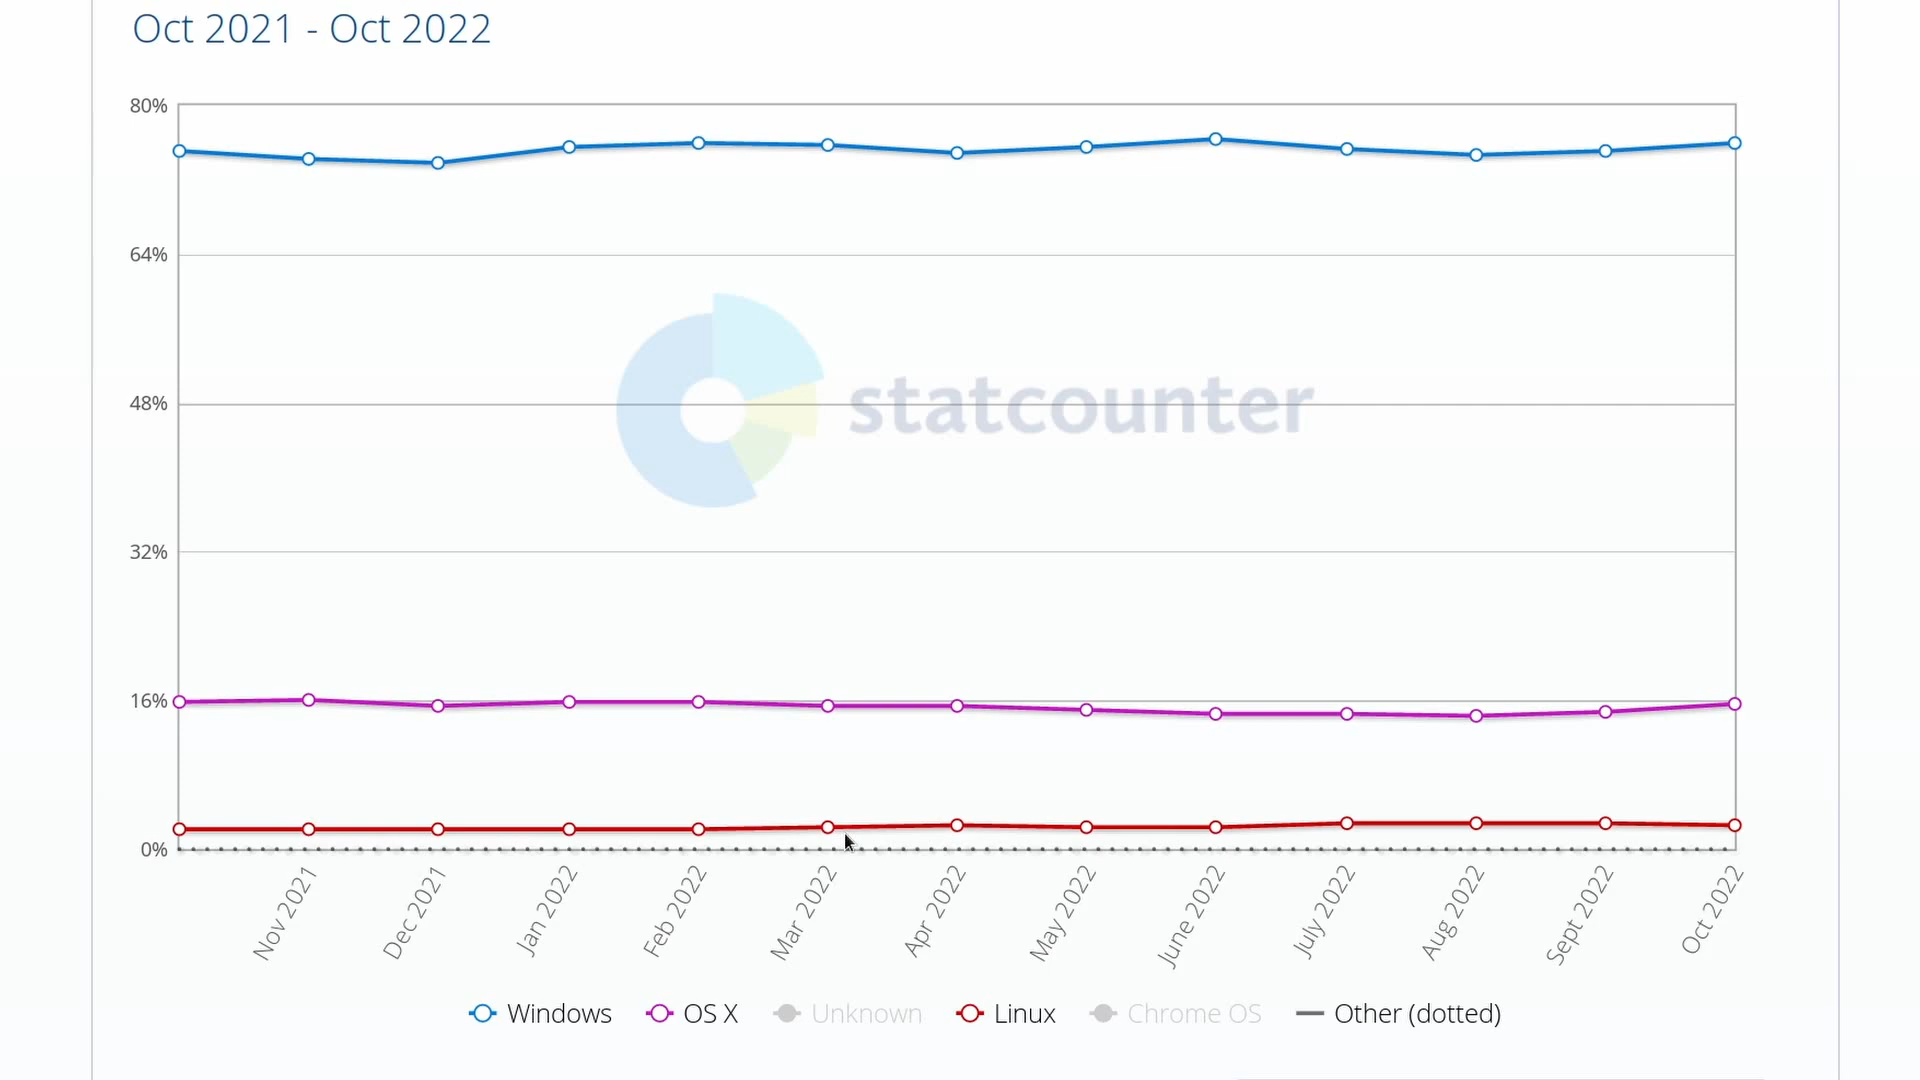 Oct 2021 - Oct 2022
80%
64%
statcounter
48%
32%
16%
0%
Nov 2021
Dec 2021
Jan 2022
Feb 2022
Mar 2022
Apr 2022
May 2022
June 2022
July 2022
Aug 2022
Sept 2022
Oct 2022
Windows OS X Unknown Linux Chrome OS Other (dotted)